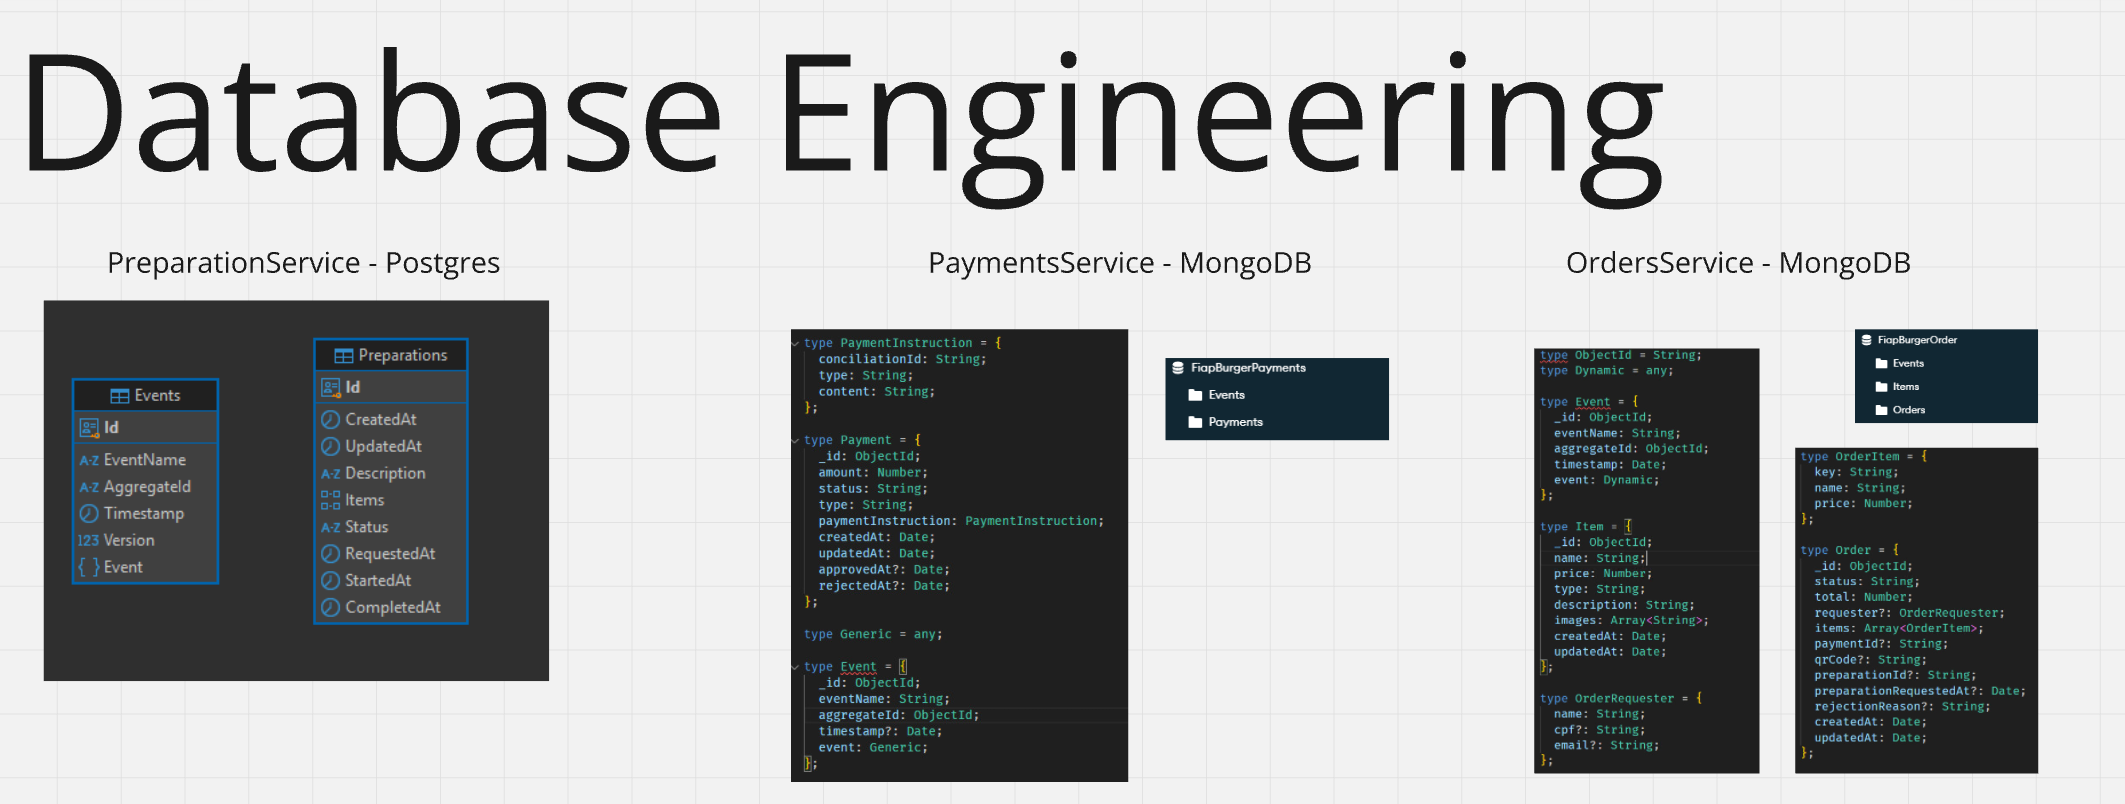 Database Engineering
PreparationService - Postgres
Events
Id
A-Z EventName
A-Z AggregateId
Timestamp
123 Version
{ } Event
Preparations
Id
CreatedAt
UpdatedAt
A-Z Description
Items
A-Z Status
RequestedAt
StartedAt
CompletedAt
PaymentsService - MongoDB
type PaymentInstruction = {
conciliationId: String;
type: String;
content: String;
};
type Payment = {
_id: ObjectId;
amount: Number;
status: String;
type: String;
paymentInstruction: PaymentInstruction;
createdAt: Date;
updatedAt: Date;
approvedAt?: Date;
rejectedAt?: Date;
};
type Generic = any;
type Event = {
_id: ObjectId;
eventName: String;
aggregateId: ObjectId;
timestamp?: Date;
event: Generic;
};
FiapBurgerPayments
Events
Payments
OrdersService - MongoDB
type ObjectId = String;
type Dynamic = any;
type Event = {
_id: ObjectId;
eventName: String;
aggregateId: ObjectId;
timestamp: Date;
event: Dynamic;
};
type Item = {
_id: ObjectId;
name: String;
price: Number;
type: String;
description: String;
images: Array<String>;
createdAt: Date;
updatedAt: Date;
};
type OrderRequester = {
name: String;
cpf?: String;
email?: String;
};
FiapBurgerOrder
Events
Items
Orders
type OrderItem = {
key: String;
name: String;
price: Number;
};
type Order = {
_id: ObjectId;
status: String;
total: Number;
requester?: OrderRequester;
items: Array<OrderItem>;
paymentId?: String;
qrCode?: String;
preparationId?: String;
preparationRequestedAt?: Date;
rejectionReason?: String;
createdAt: Date;
updatedAt: Date;
};